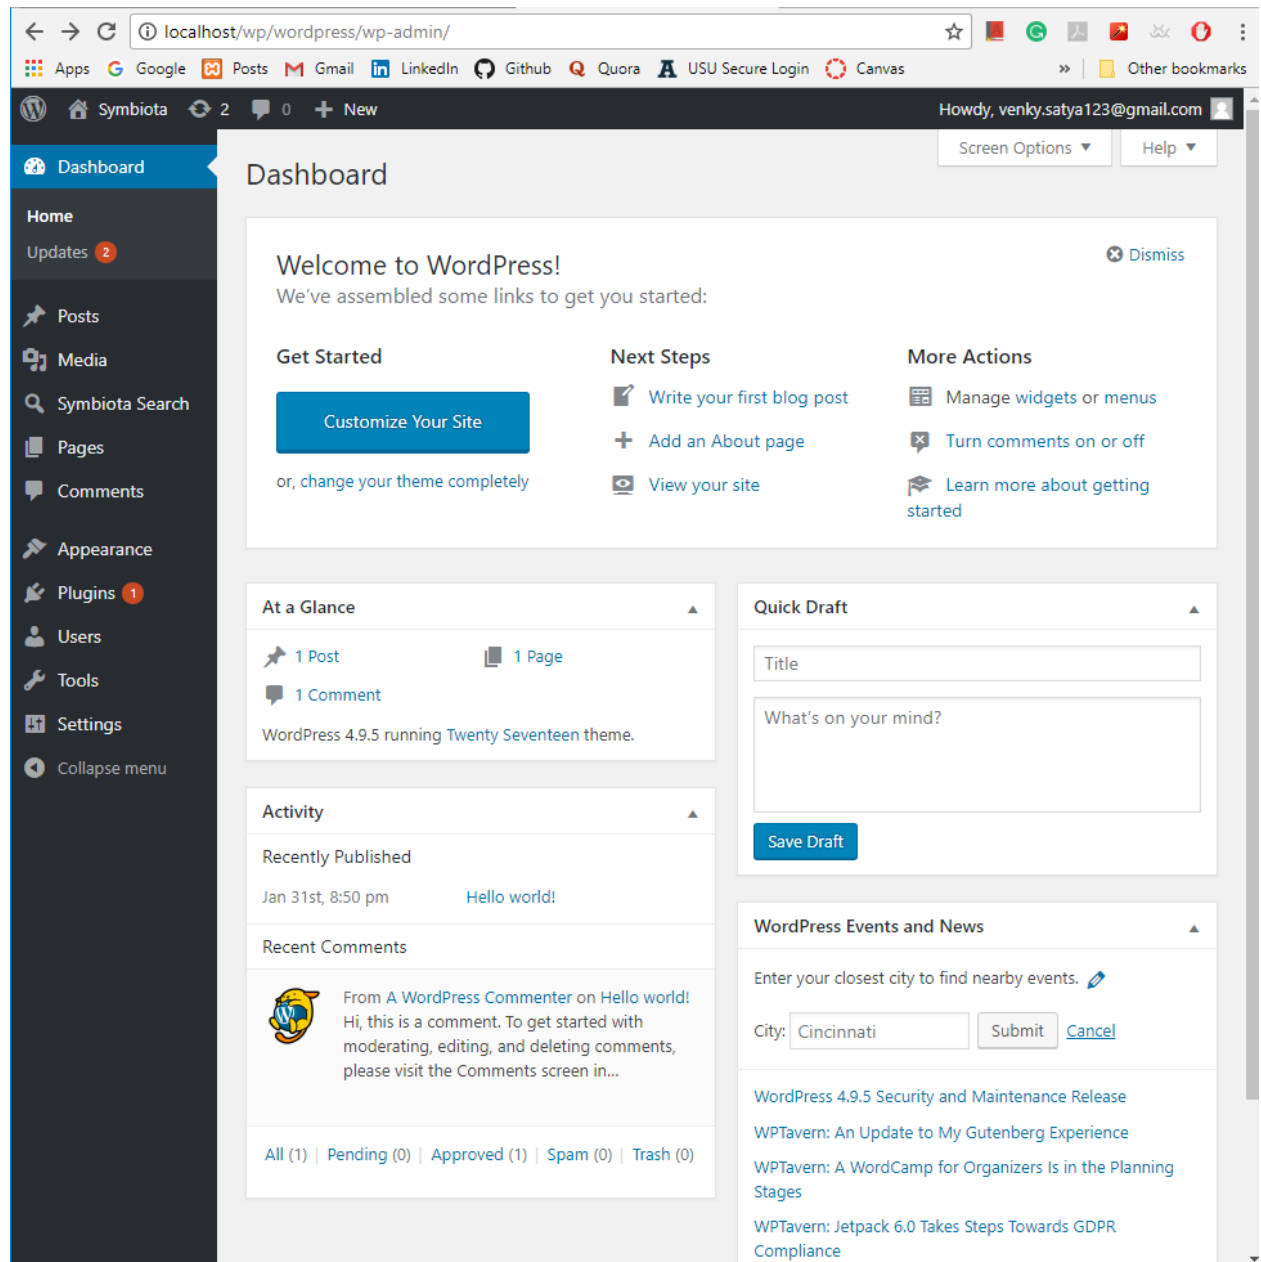 localhost/wp/wordpress/wp-admin/
Apps Google Posts Gmail LinkedIn Github Quora USU Secure Login Canvas » Other bookmarks
Symbiota 2 0 New Howdy, venky.satya123@gmail.com
Screen Options Help
Dashboard
Home
Updates 2
Posts
Media
Symbiota Search
Pages
Comments
Appearance
Plugins 1
Users
Tools
Settings
Collapse menu
Dashboard
Welcome to WordPress!
We've assembled some links to get you started:
Dismiss
Get Started
Customize Your Site
or, change your theme completely
Next Steps
Write your first blog post
Add an About page
View your site
More Actions
Manage widgets or menus
Turn comments on or off
Learn more about getting
started
At a Glance
1 Post 1 Page
1 Comment
WordPress 4.9.5 running Twenty Seventeen theme.
Activity
Recently Published
Jan 31st, 8:50 pm Hello world!
Recent Comments
From A WordPress Commenter on Hello world!
Hi, this is a comment. To get started with
moderating, editing, and deleting comments,
please visit the Comments screen in...
All (1) | Pending (0) | Approved (1) | Spam (0) | Trash (0)
Quick Draft
Title
What's on your mind?
Save Draft
WordPress Events and News
Enter your closest city to find nearby events.
City: Cincinnati Submit Cancel
WordPress 4.9.5 Security and Maintenance Release
WPTavern: An Update to My Gutenberg Experience
WPTavern: A WordCamp for Organizers Is in the Planning
Stages
WPTavern: Jetpack 6.0 Takes Steps Towards GDPR
Compliance